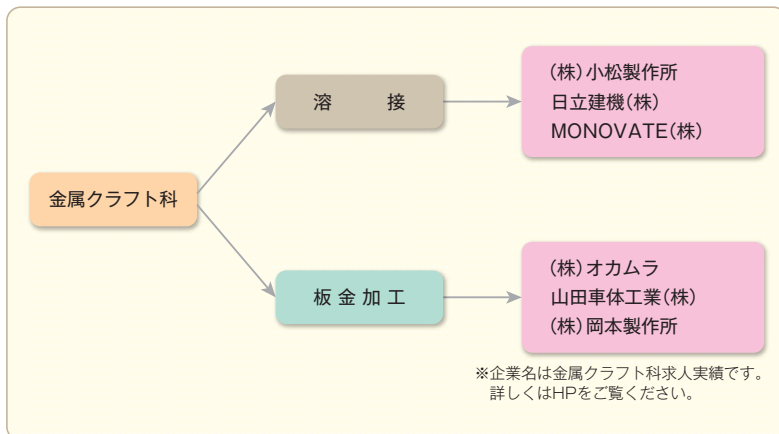 金属クラフト科
溶　接
(株)小松製作所
日立建機(株)
MONOVATE(株)
板金加工
(株)オカムラ
山田車体工業(株)
(株)岡本製作所
※企業名は金属クラフト科求人実績です。
詳しくはHPをご覧ください。